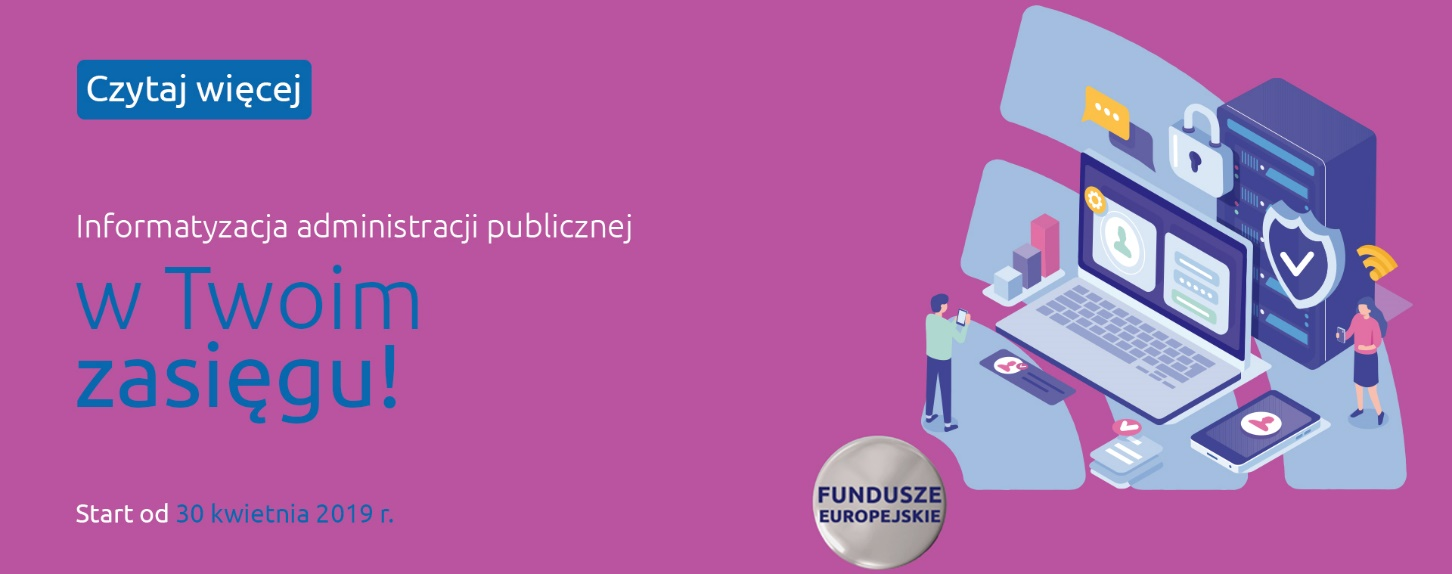 Czytaj więcej
Informatyzacja administracji publicznej
w Twoim
zasięgu!
Start od 30 kwietnia 2019 r.
FUNDUSZE
EUROPEJSKIE